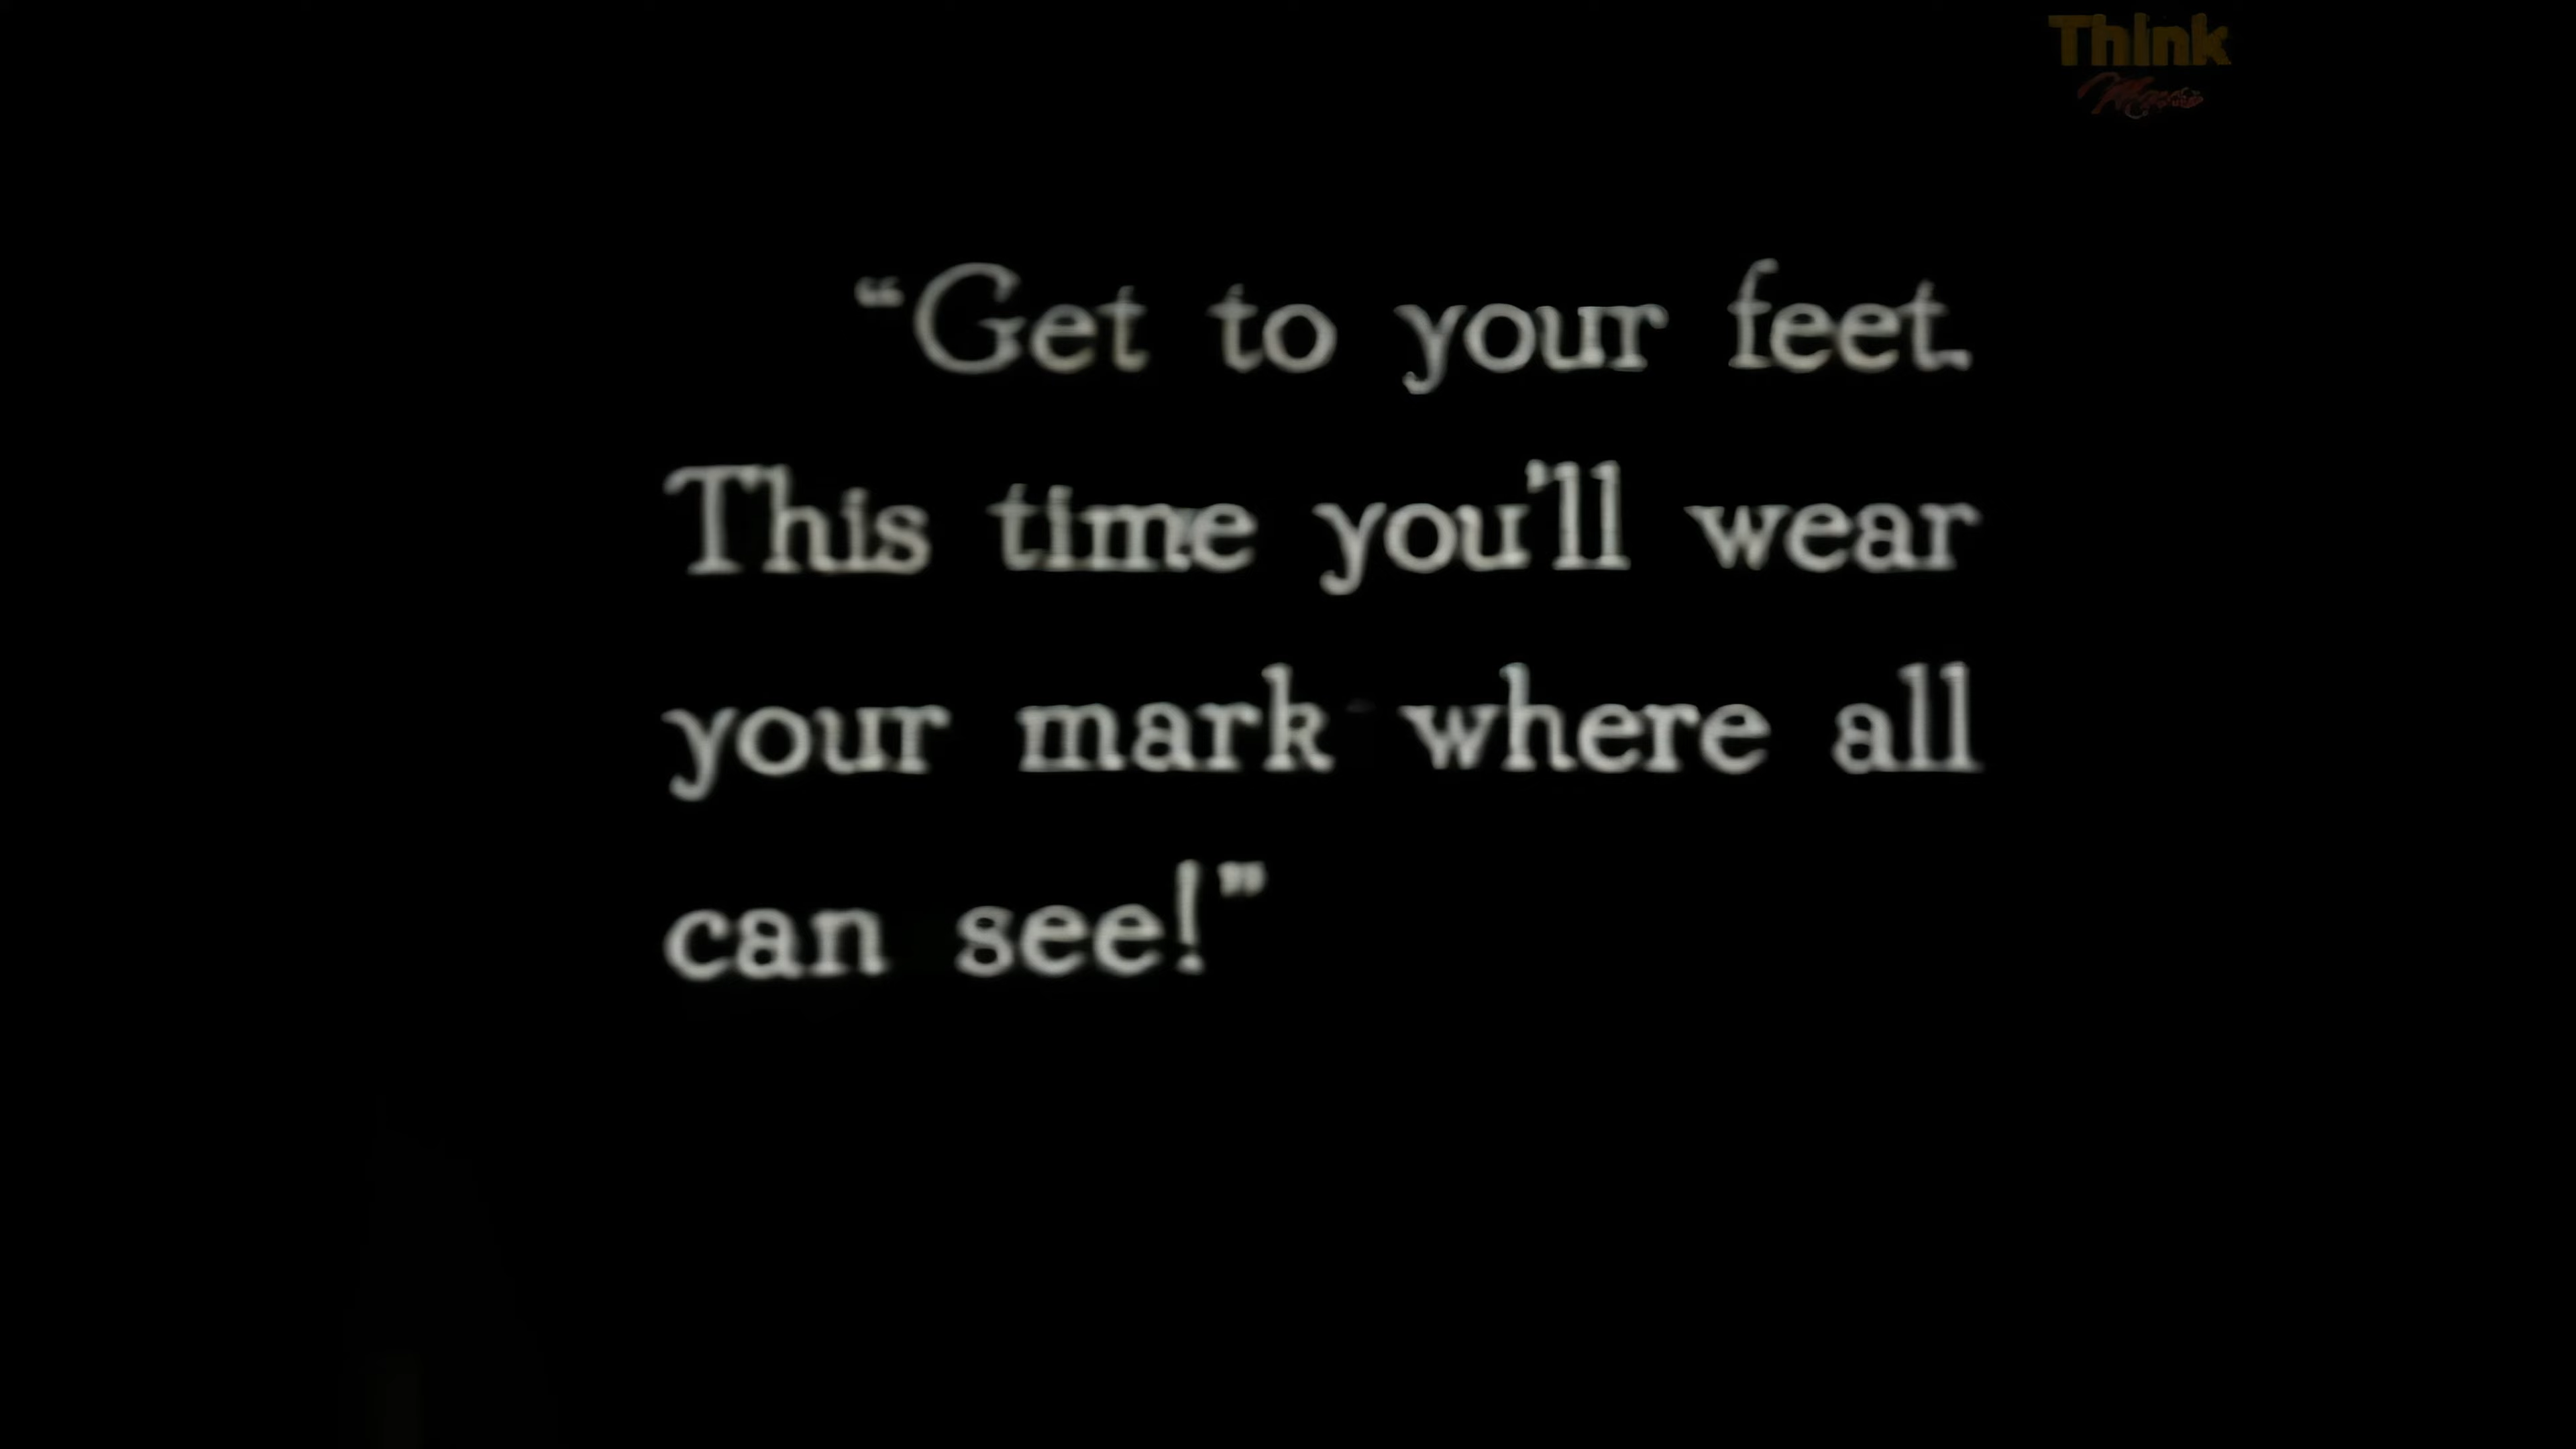 Think
“Get to your feet.
This time you'll wear
your mark where all
can see!”